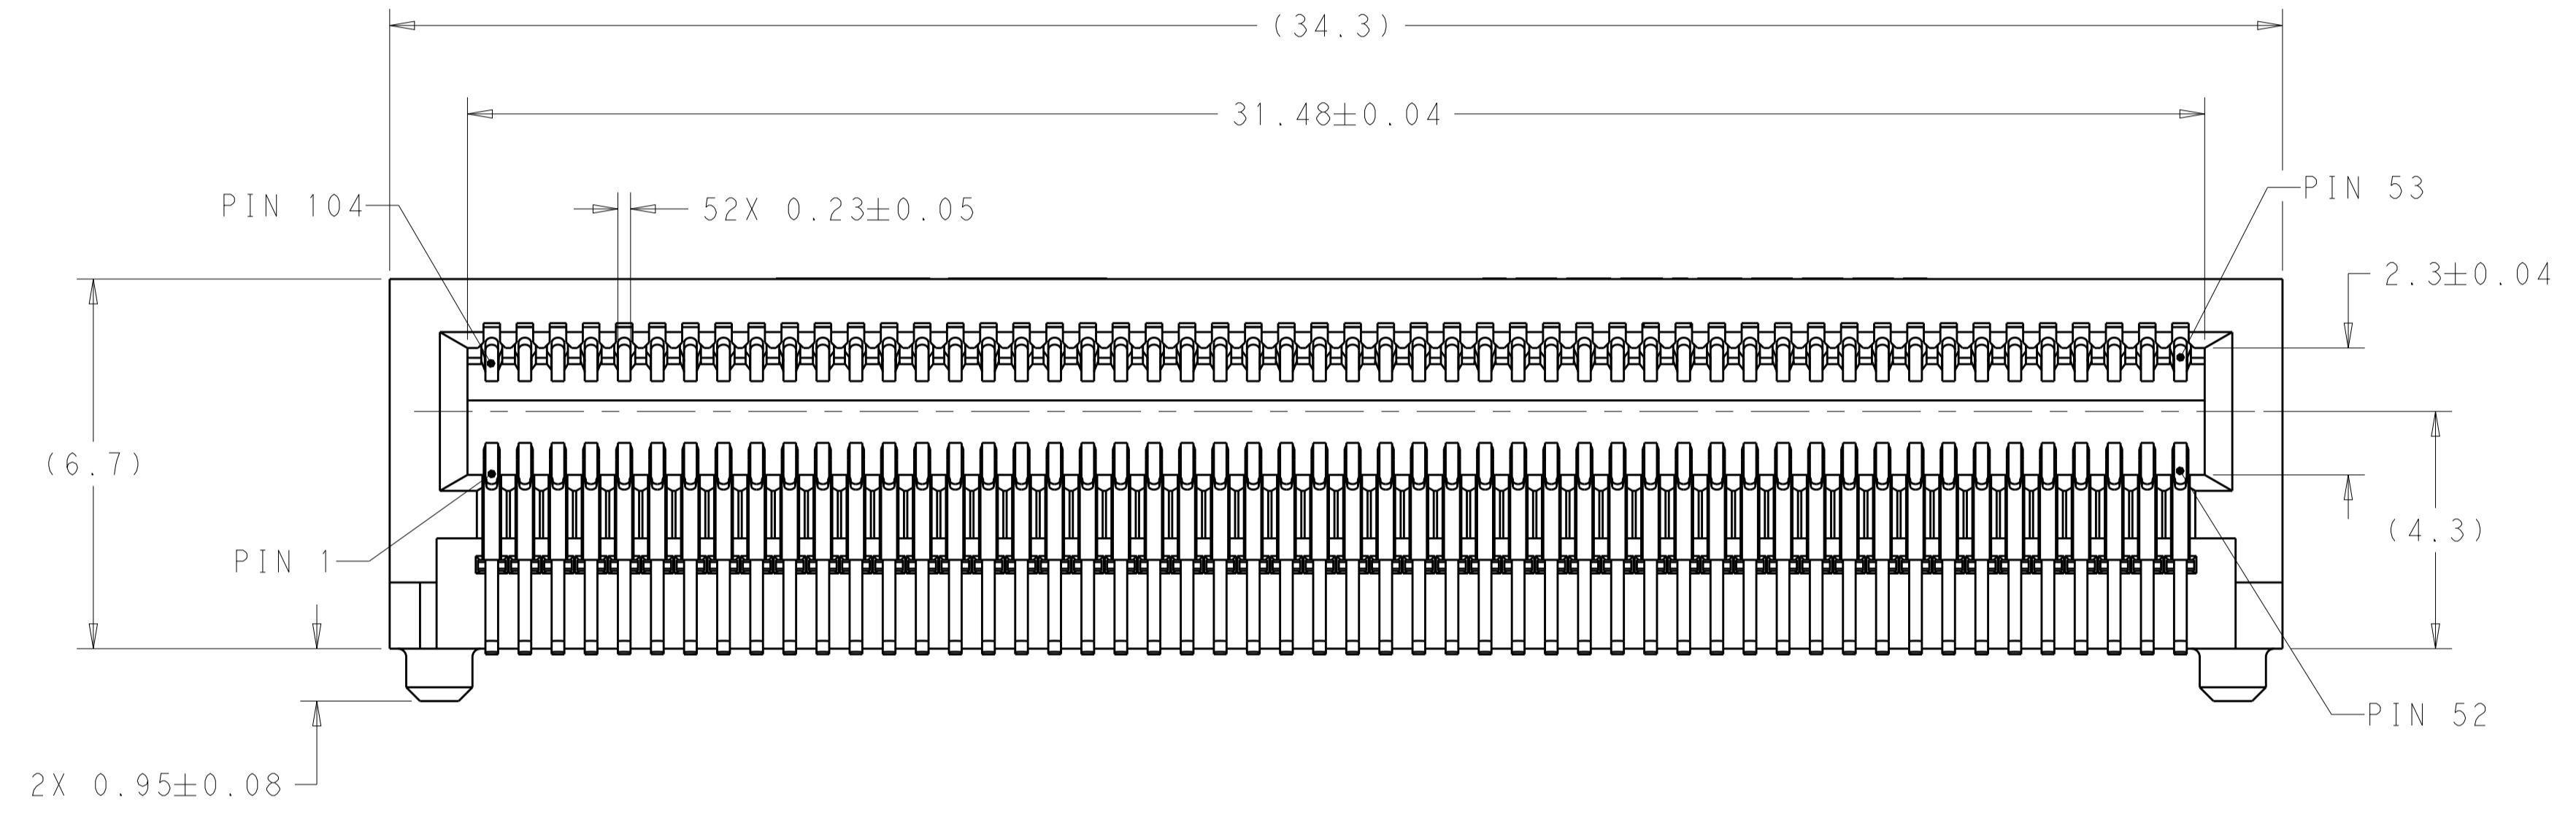 (34.3)
31.48±0.04
PIN 53
PIN 104
52X 0.23±0.05
2.3±0.04
(6.7)
(4.3)
PIN 1
PIN 52
2X 0.95±0.08